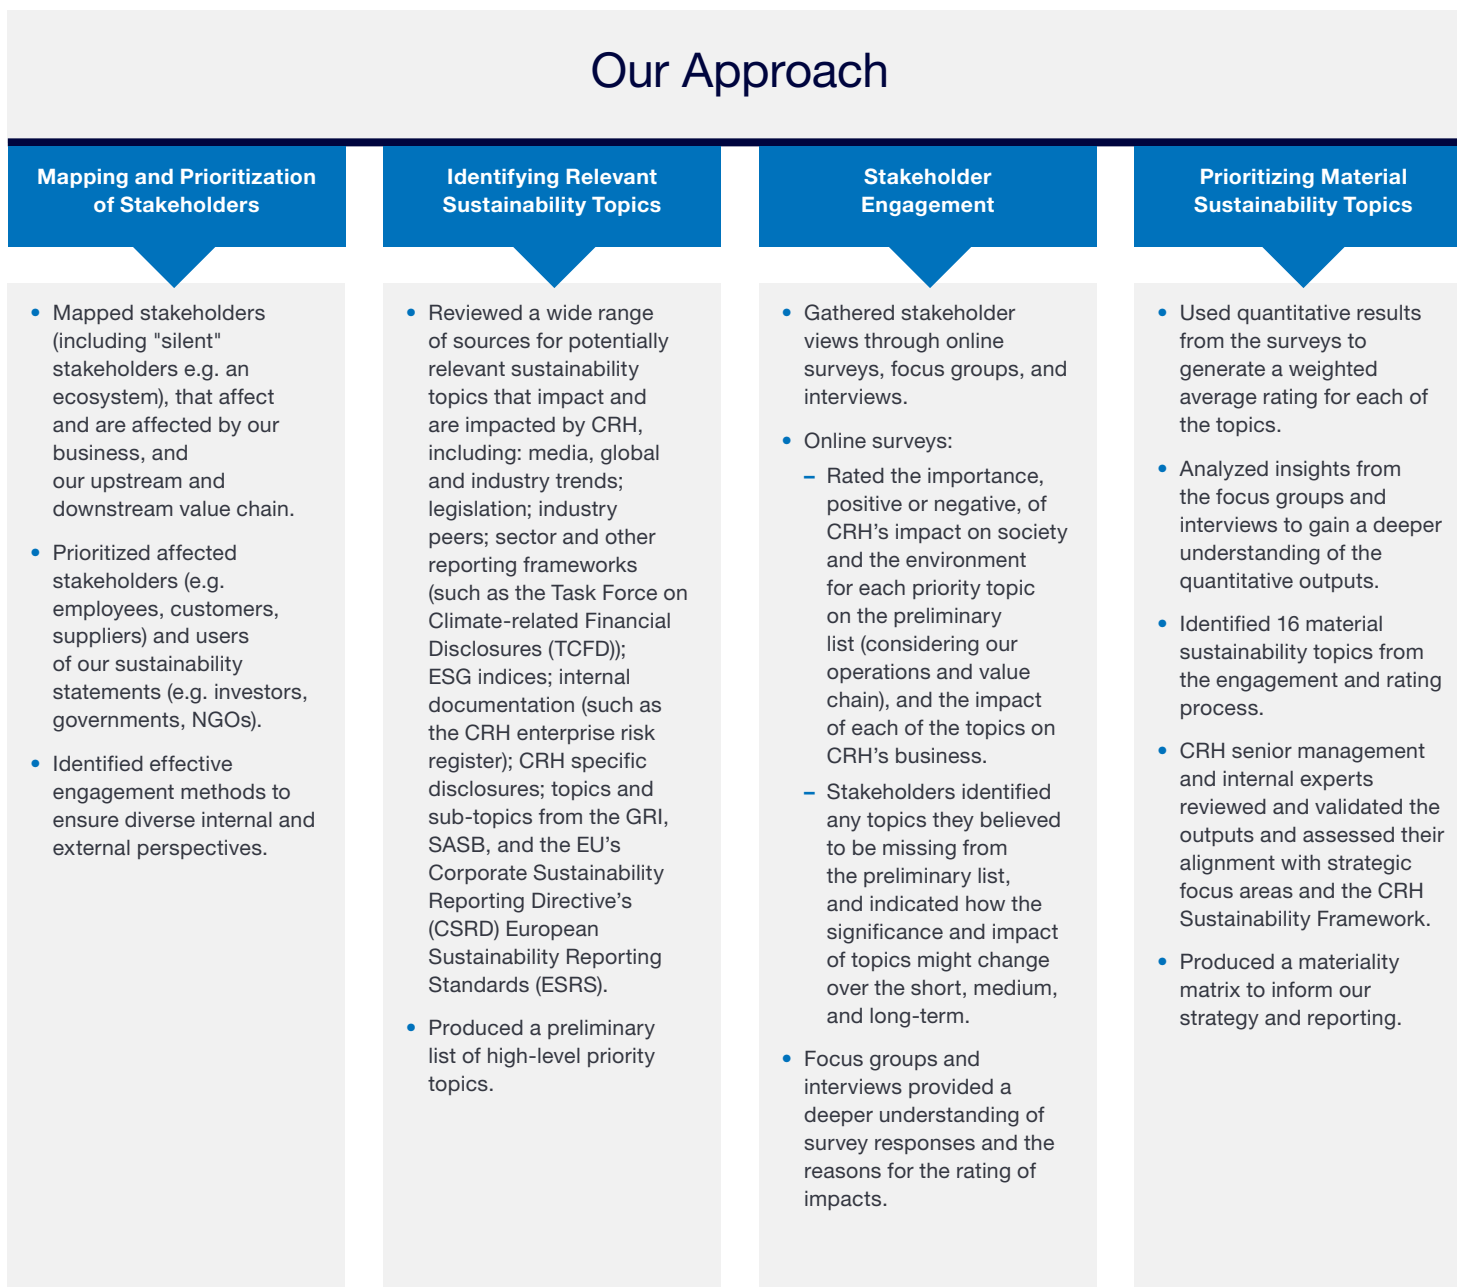 Our Approach
Mapping and Prioritization
of Stakeholders
• Mapped stakeholders
(including "silent"
stakeholders e.g. an
ecosystem), that affect
and are affected by our
business, and
our upstream and
downstream value chain.
• Prioritized affected
stakeholders (e.g.
employees, customers,
suppliers) and users
of our sustainability
statements (e.g. investors,
governments, NGOs).
• Identified effective
engagement methods to
ensure diverse internal and
external perspectives.
Identifying Relevant
Sustainability Topics
• Reviewed a wide range
of sources for potentially
relevant sustainability
topics that impact and
are impacted by CRH,
including: media, global
and industry trends;
legislation; industry
peers; sector and other
reporting frameworks
(such as the Task Force on
Climate-related Financial
Disclosures (TCFD));
ESG indices; internal
documentation (such as
the CRH enterprise risk
register); CRH specific
disclosures; topics and
sub-topics from the GRI,
SASB, and the EU’s
Corporate Sustainability
Reporting Directive’s
(CSRD) European
Sustainability Reporting
Standards (ESRS).
• Produced a preliminary
list of high-level priority
topics.
Stakeholder
Engagement
• Gathered stakeholder
views through online
surveys, focus groups, and
interviews.
• Online surveys:
– Rated the importance,
positive or negative, of
CRH’s impact on society
and the environment
for each priority topic
on the preliminary
list (considering our
operations and value
chain), and the impact
of each of the topics on
CRH’s business.
– Stakeholders identified
any topics they believed
to be missing from
the preliminary list,
and indicated how the
significance and impact
of topics might change
over the short, medium,
and long-term.
• Focus groups and
interviews provided a
deeper understanding of
survey responses and the
reasons for the rating of
impacts.
Prioritizing Material
Sustainability Topics
• Used quantitative results
from the surveys to
generate a weighted
average rating for each of
the topics.
• Analyzed insights from
the focus groups and
interviews to gain a deeper
understanding of the
quantitative outputs.
• Identified 16 material
sustainability topics from
the engagement and rating
process.
• CRH senior management
and internal experts
reviewed and validated the
outputs and assessed their
alignment with strategic
focus areas and the CRH
Sustainability Framework.
• Produced a materiality
matrix to inform our
strategy and reporting.